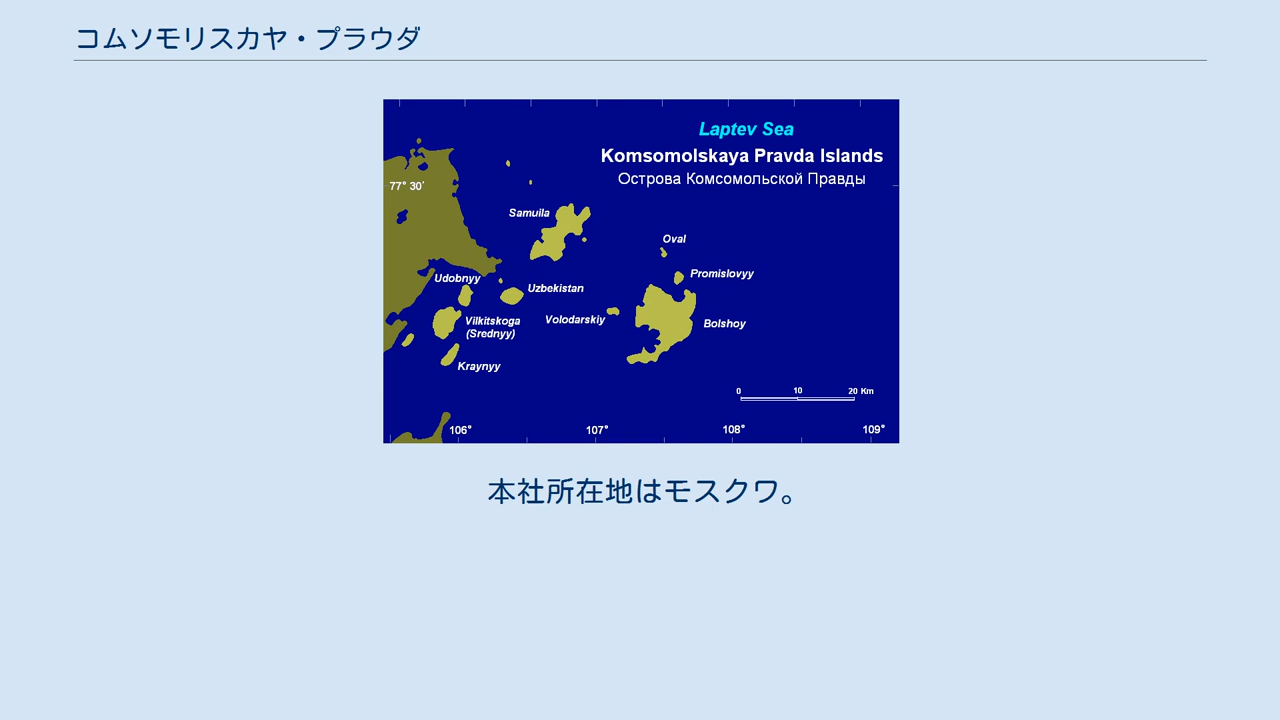 コムソモリスカヤ・プラウダ
Laptev Sea
Komsomolskaya Pravda Islands
Острова Комсомольской Правды
77° 30'
Samuila
Oval
Udobnyy
Promislovyy
Uzbekistan
Vilkitskoga
(Srednyy)
Volodarskiy
Bolshoy
Kraynyy
0 10 20 Km
106° 107° 108° 109°
本社所在地はモスクワ。